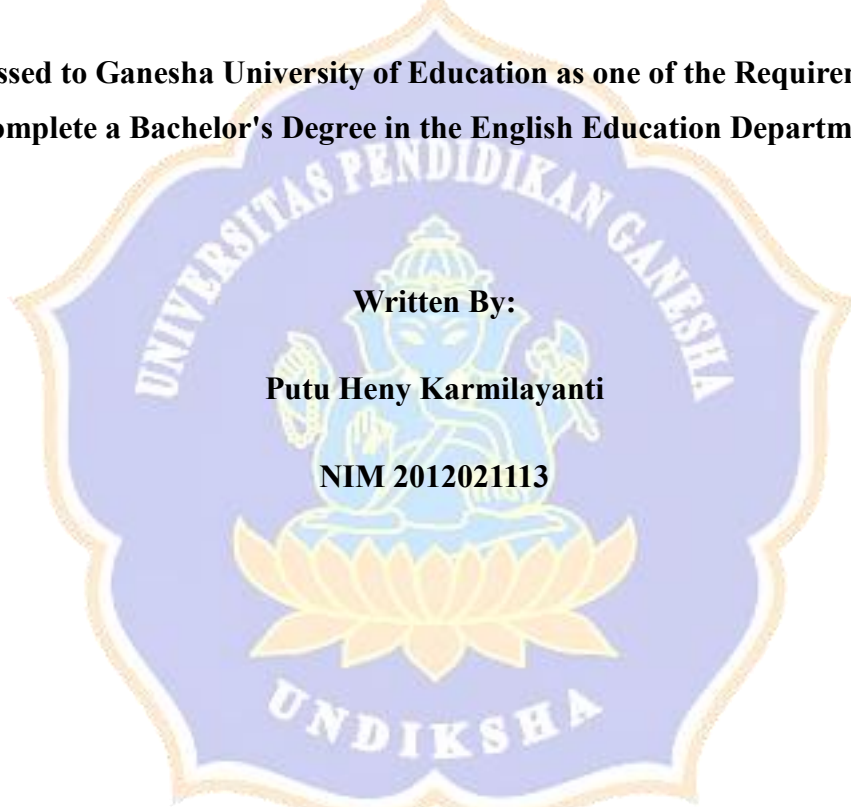 ssed to Ganesha University of Education as one of the Require
omplete a Bachelor's Degree in the English Education Departm
UNIVERSITAS PENDIDIKAN GANESHA
Written By:
Putu Heny Karmilayanti
NIM 2012021113
UNDIKSHA